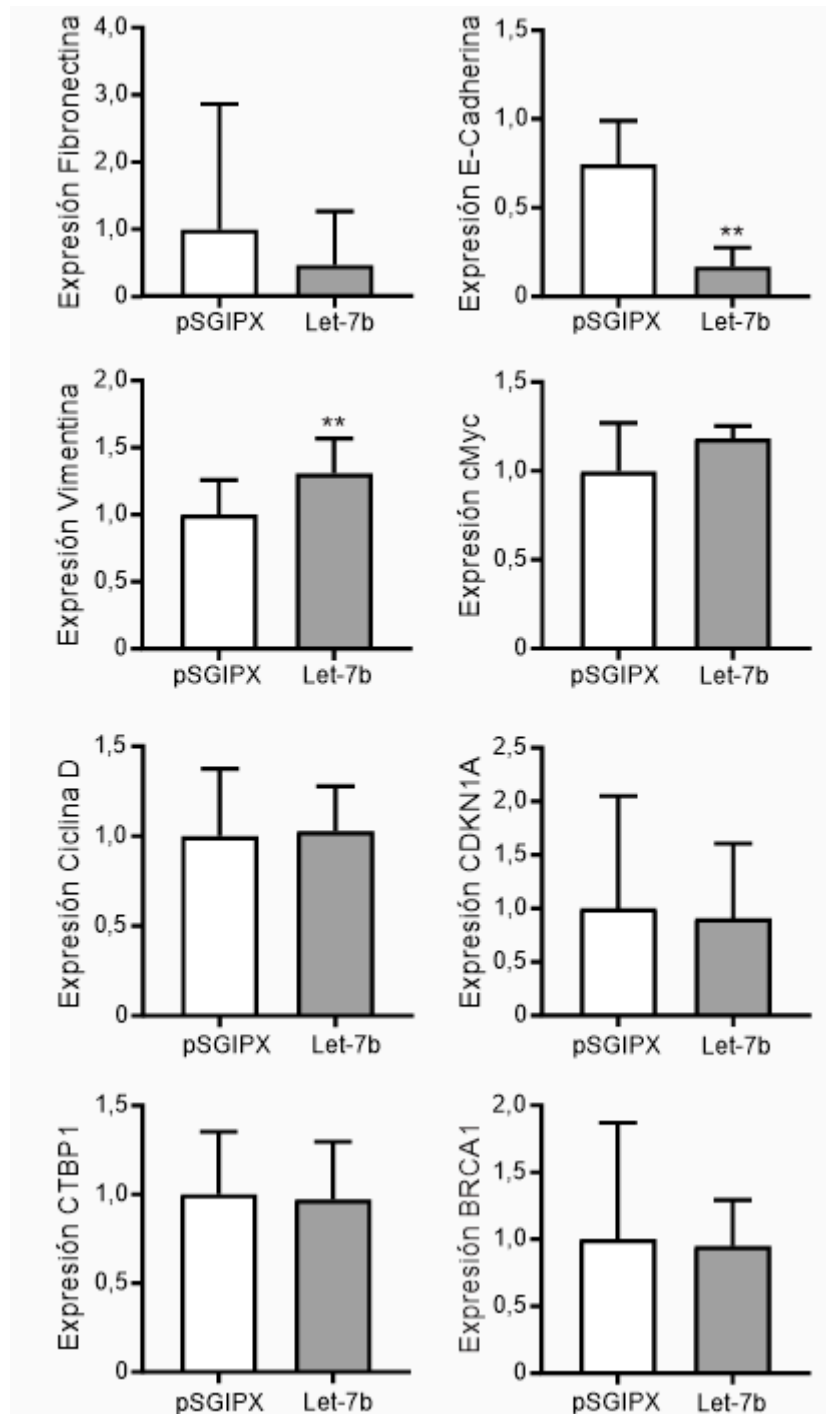 Expresión Fibronectina
4,0
3,0
2,0
1,0
0
pSGIPX Let-7b
Expresión E-Cadherina
1,5
1,0
0,5
0
**
pSGIPX Let-7b
Expresión Vimentina
2,0
1,5
1,0
0,5
0
**
pSGIPX Let-7b
Expresión cMyc
1,5
1,0
0,5
0
pSGIPX Let-7b
Expresión Ciclina D
1,5
1,0
0,5
0
pSGIPX Let-7b
Expresión CDKN1A
2,5
2,0
1,5
1,0
0,5
0
pSGIPX Let-7b
Expresión CTBP1
1,5
1,0
0,5
0
pSGIPX Let-7b
Expresión BRCA1
2,0
1,5
1,0
0,5
0
pSGIPX Let-7b